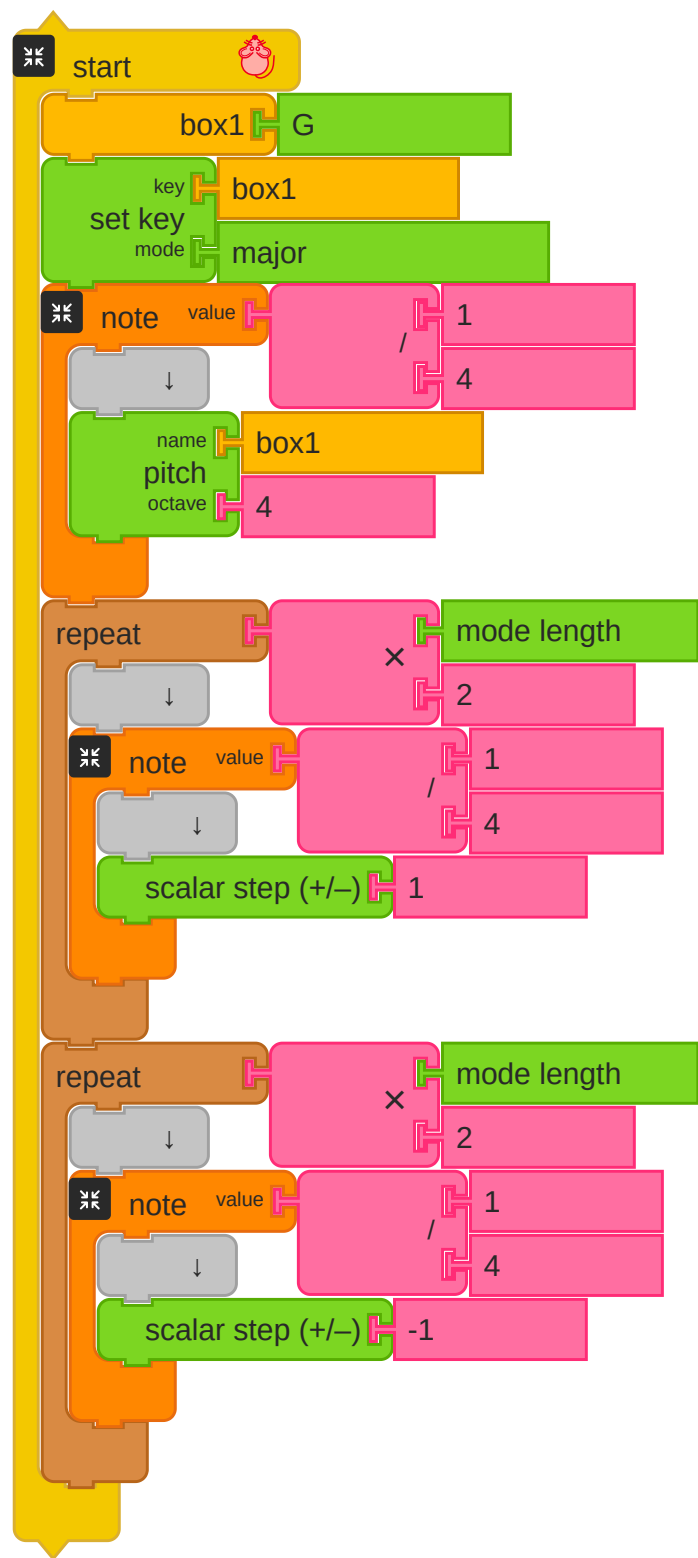 start
box1 G
key box1
set key
mode major
note value 1
/
4
↓
name box1
pitch
octave 4
repeat mode length
×
↓ 2
note value 1
/
↓ 4
scalar step (+/–) 1
repeat mode length
×
↓ 2
note value 1
/
↓ 4
scalar step (+/–) -1